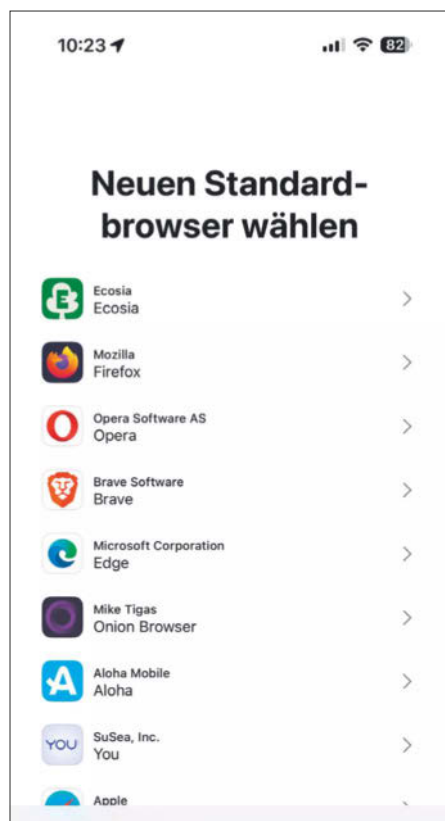 10:23
82
Neuen Standard-
browser wählen
Ecosia
Ecosia
Mozilla
Firefox
Opera Software AS
Opera
Brave Software
Brave
Microsoft Corporation
Edge
Mike Tigas
Onion Browser
Aloha Mobile
Aloha
YOU
SuSea, Inc.
You
Apple